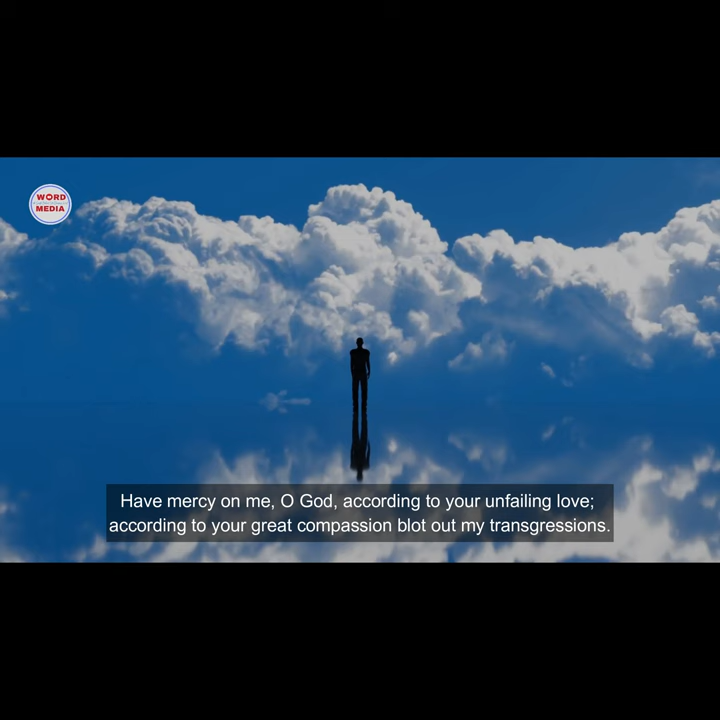 WORD
MEDIA
Have mercy on me, O God, according to your unfailing love;
according to your great compassion blot out my transgressions.